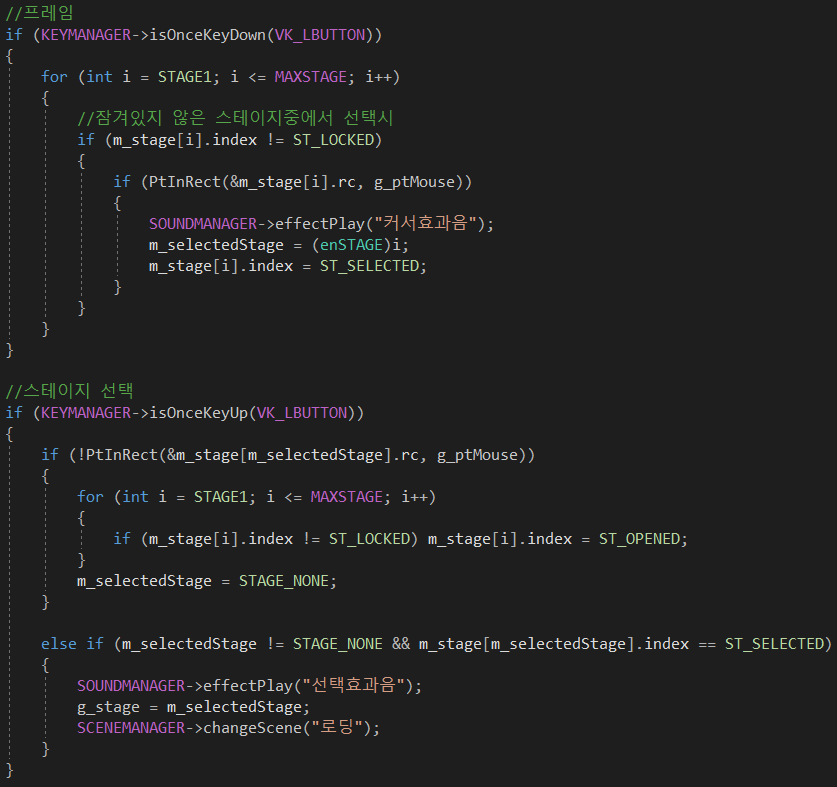 //프레임
if (KEYMANAGER->isOnceKeyDown(VK_LBUTTON))
{
    for (int i = STAGE1; i <= MAXSTAGE; i++)
    {
        //잠겨있지 않은 스테이지중에서 선택시
        if (m_stage[i].index != ST_LOCKED)
        {
            if (PtInRect(&m_stage[i].rc, g_ptMouse))
            {
                SOUNDMANAGER->effectPlay("커서효과음");
                m_selectedStage = (enSTAGE)i;
                m_stage[i].index = ST_SELECTED;
            }
        }
    }
}

//스테이지 선택
if (KEYMANAGER->isOnceKeyUp(VK_LBUTTON))
{
    if (!PtInRect(&m_stage[m_selectedStage].rc, g_ptMouse))
    {
        for (int i = STAGE1; i <= MAXSTAGE; i++)
        {
            if (m_stage[i].index != ST_LOCKED) m_stage[i].index = ST_OPENED;
        }
        m_selectedStage = STAGE_NONE;
    }

    else if (m_selectedStage != STAGE_NONE && m_stage[m_selectedStage].index == ST_SELECTED)
    {
        SOUNDMANAGER->effectPlay("선택효과음");
        g_stage = m_selectedStage;
        SCENEMANAGER->changeScene("로딩");
    }
}